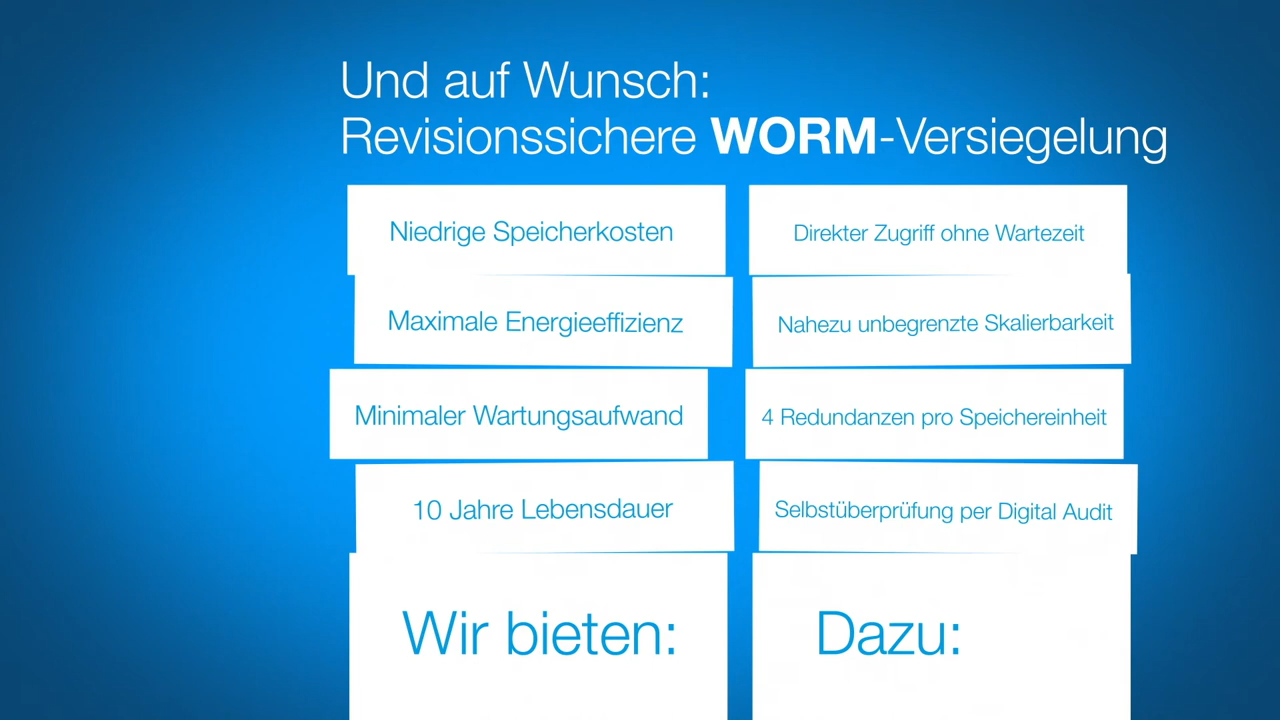 Und auf Wunsch:
Revisionssichere WORM-Versiegelung
Niedrige Speicherkosten
Maximale Energieeffizienz
Minimaler Wartungsaufwand
10 Jahre Lebensdauer
Wir bieten:
Direkter Zugriff ohne Wartezeit
Nahezu unbegrenzte Skalierbarkeit
4 Redundanzen pro Speichereinheit
Selbstüberprüfung per Digital Audit
Dazu: